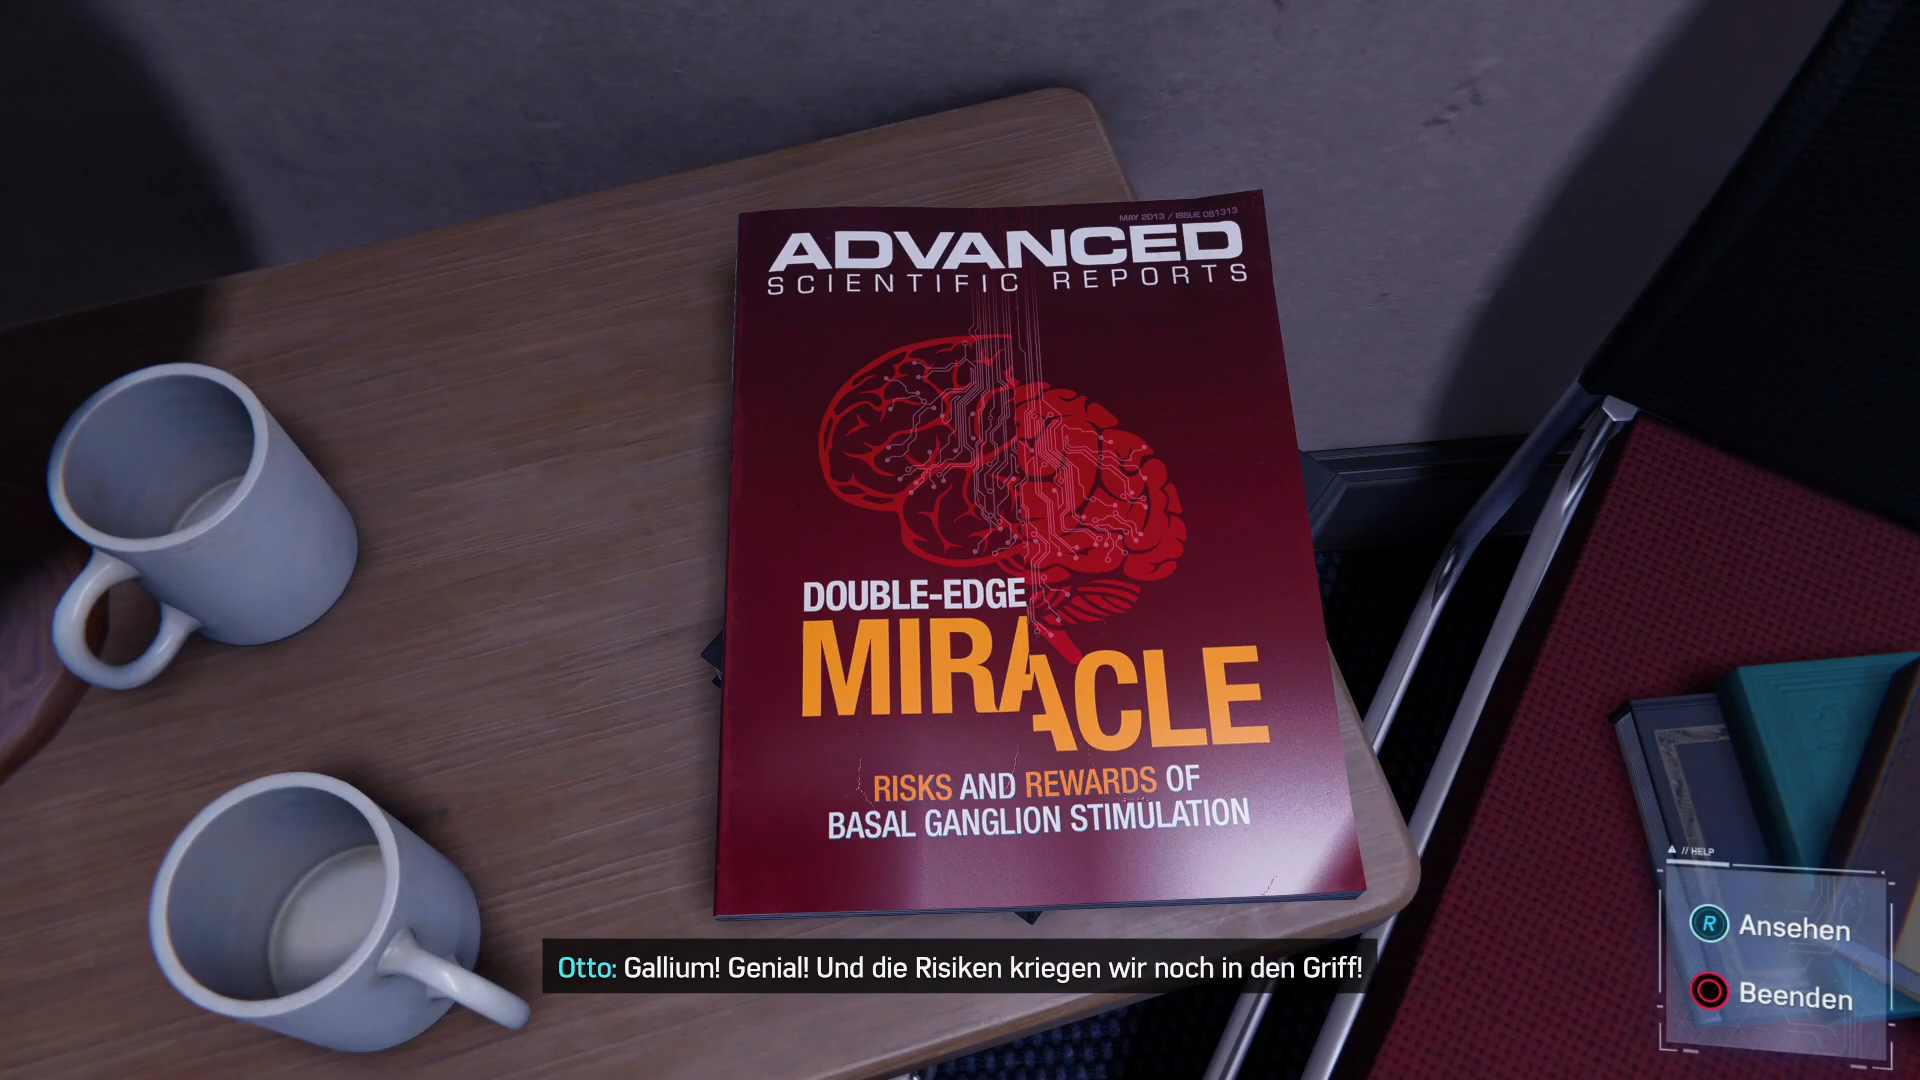 MAY 2013 / ISSUE 051313
ADVANCED
SCIENTIFIC REPORTS
DOUBLE-EDGE
MIRACLE
RISKS AND REWARDS OF
BASAL GANGLION STIMULATION
Otto: Gallium! Genial! Und die Risiken kriegen wir noch in den Griff!
// HELP
R Ansehen
Beenden